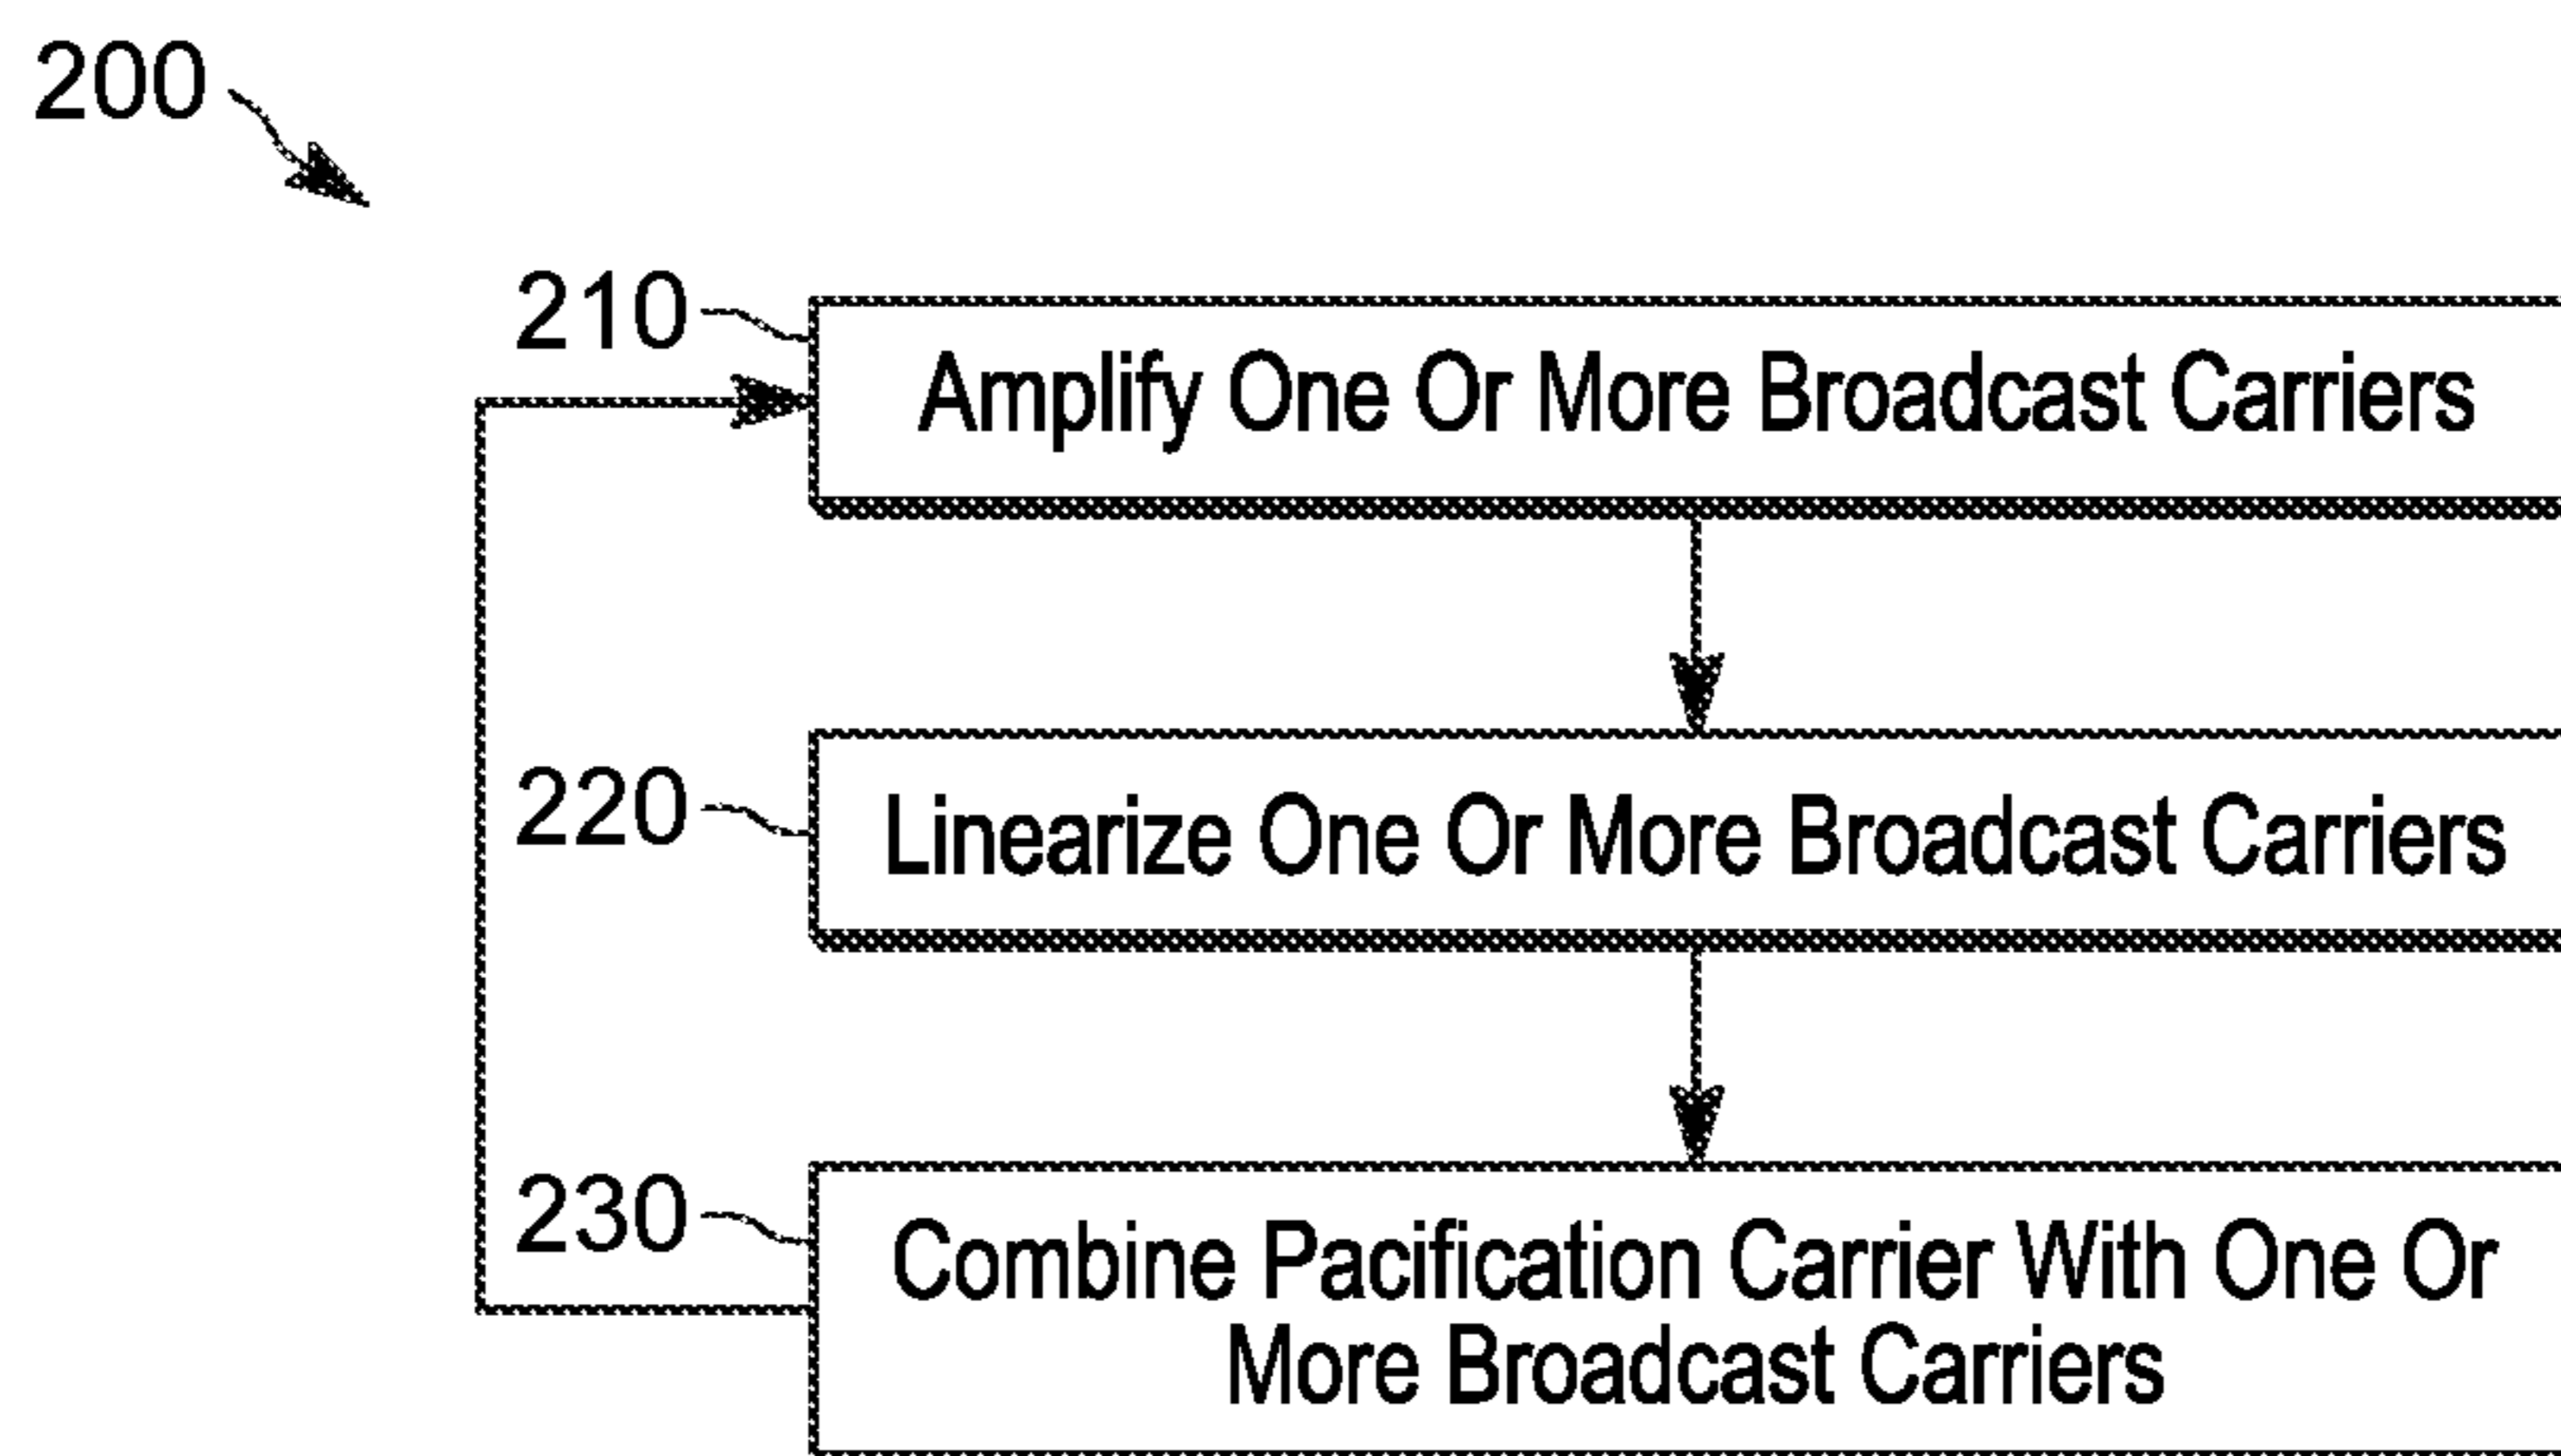 200
210
Amplify One Or More Broadcast Carriers
220
Linearize One Or More Broadcast Carriers
230
Combine Pacification Carrier With One Or
More Broadcast Carriers